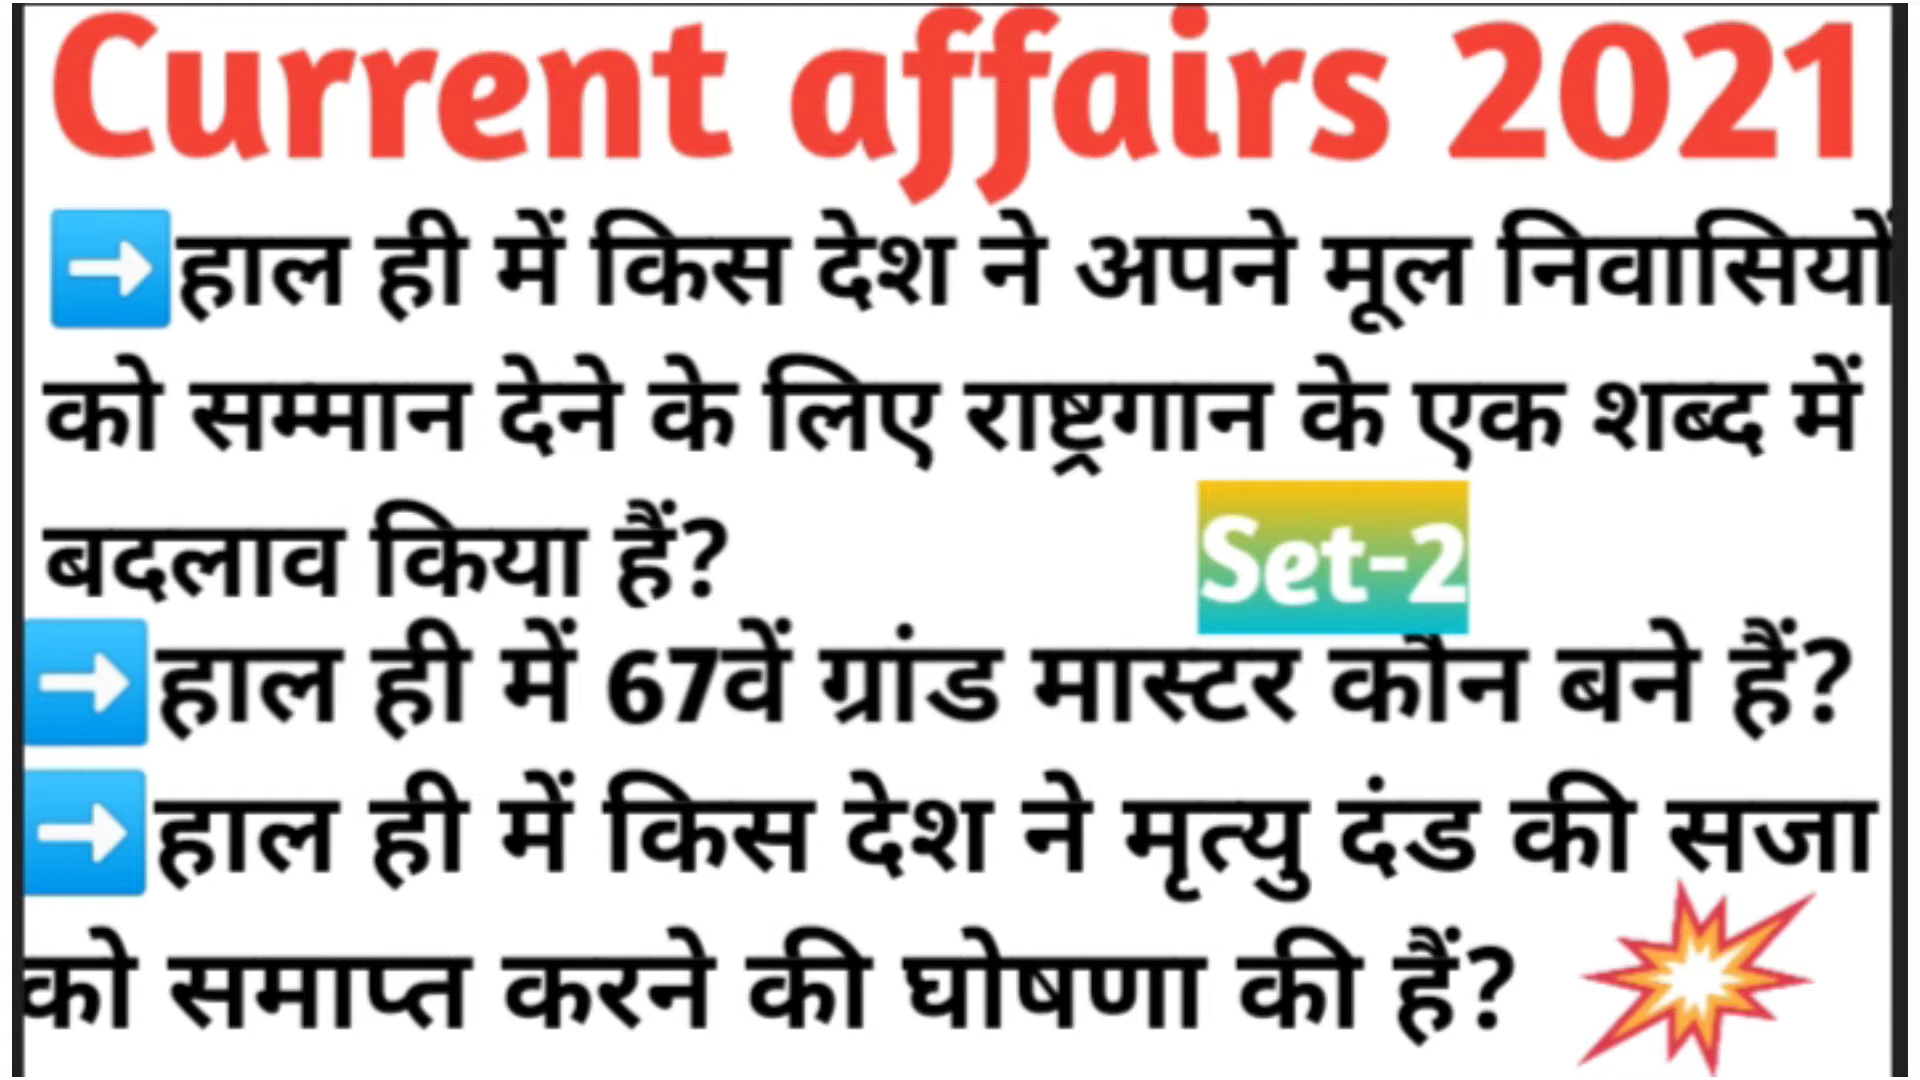 Current affairs 2021
➡हाल ही में किस देश ने अपने मूल निवासियों
को सम्मान देने के लिए राष्ट्रगान के एक शब्द में
बदलाव किया हैं?
Set-2
➡हाल ही में 67वें ग्रांड मास्टर कौन बने हैं?
➡हाल ही में किस देश ने मृत्यु दंड की सजा
को समाप्त करने की घोषणा की हैं?